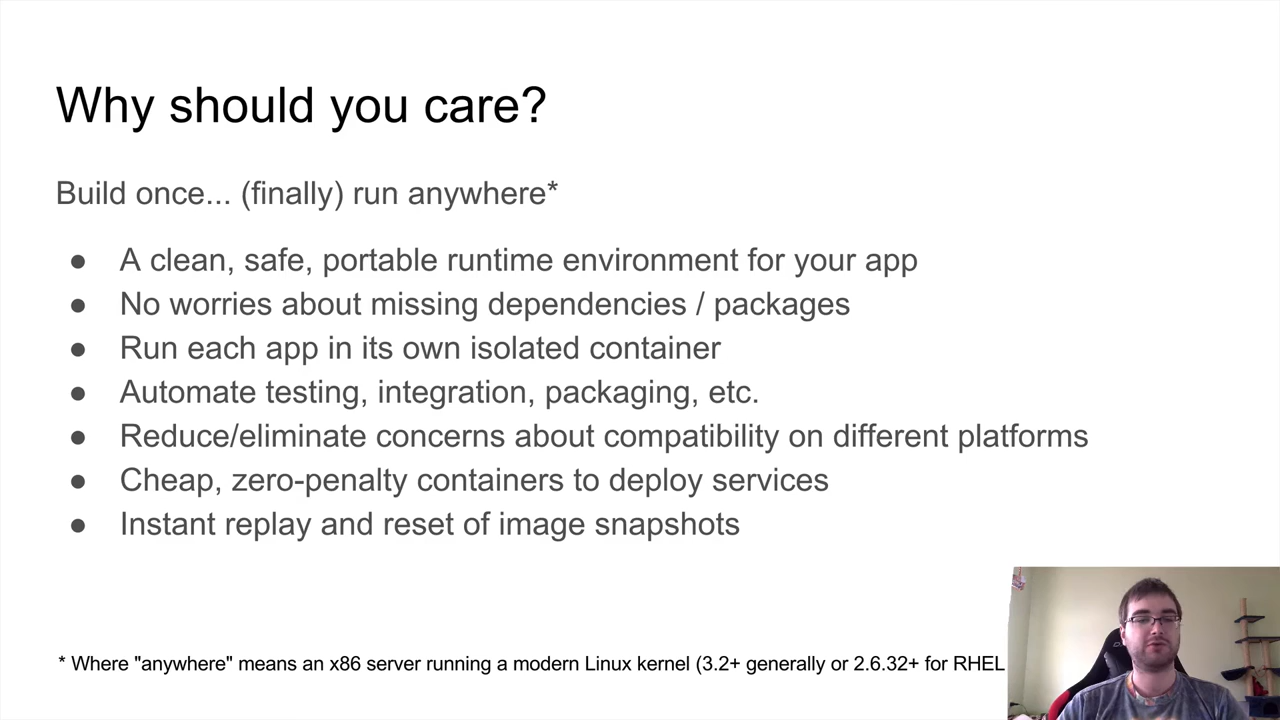 Why should you care?
Build once... (finally) run anywhere*
● A clean, safe, portable runtime environment for your app
● No worries about missing dependencies / packages
● Run each app in its own isolated container
● Automate testing, integration, packaging, etc.
● Reduce/eliminate concerns about compatibility on different platforms
● Cheap, zero-penalty containers to deploy services
● Instant replay and reset of image snapshots
* Where "anywhere" means an x86 server running a modern Linux kernel (3.2+ generally or 2.6.32+ for RHEL